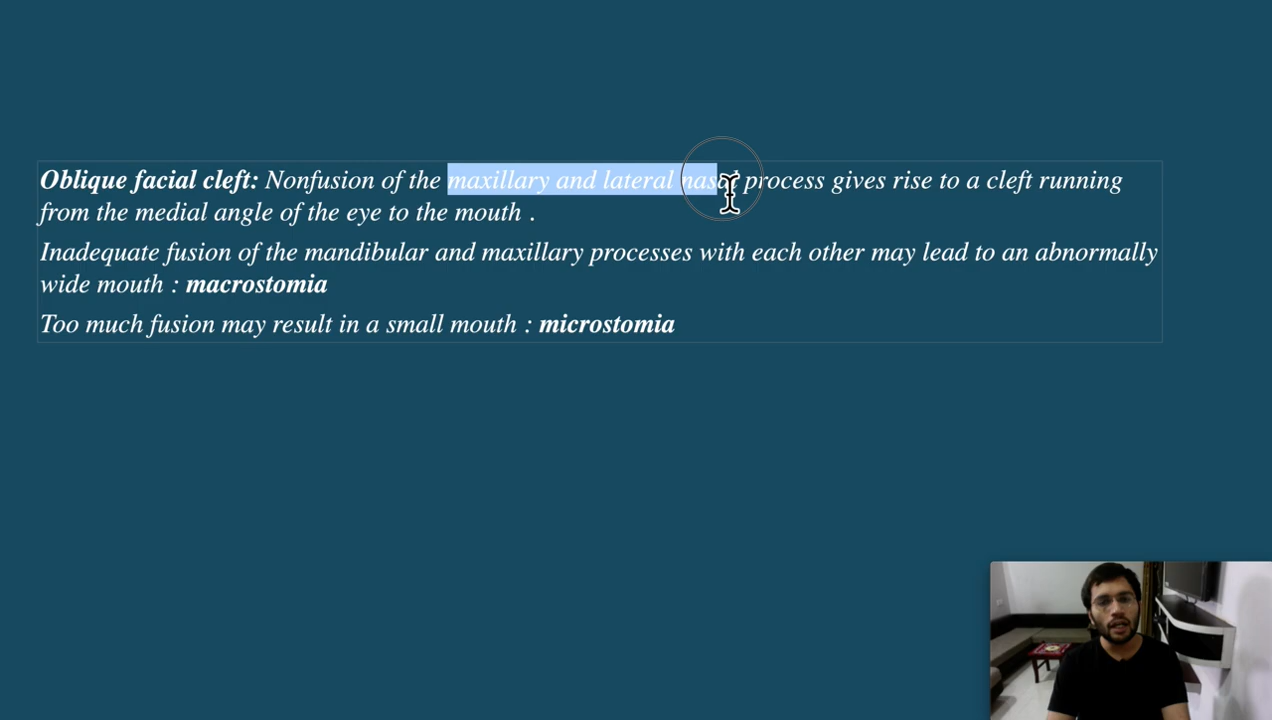 Oblique facial cleft: Nonfusion of the maxillary and lateral nasal process gives rise to a cleft running
from the medial angle of the eye to the mouth .
Inadequate fusion of the mandibular and maxillary processes with each other may lead to an abnormally
wide mouth : macrostomia
Too much fusion may result in a small mouth : microstomia